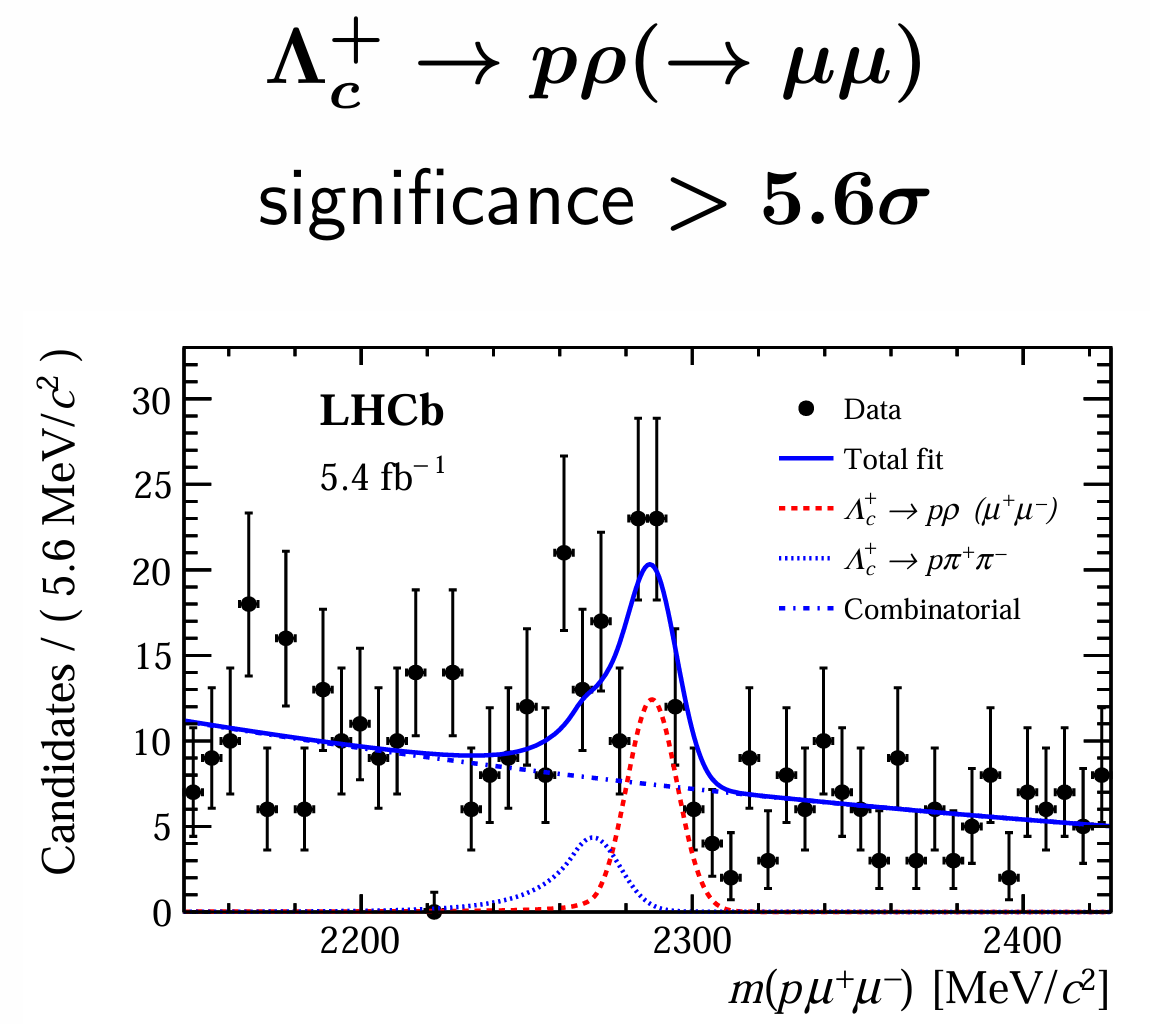 Λc+ → pρ(→ μμ)
significance > 5.6σ
Candidates / ( 5.6 MeV/c² )
30
25
20
15
10
5
0
LHCb
5.4 fb⁻¹
Data
Total fit
Λc+ → pρ (μ⁺μ⁻)
Λc+ → pπ⁺π⁻
Combinatorial
2200 2300 2400
m(pμ⁺μ⁻) [MeV/c²]